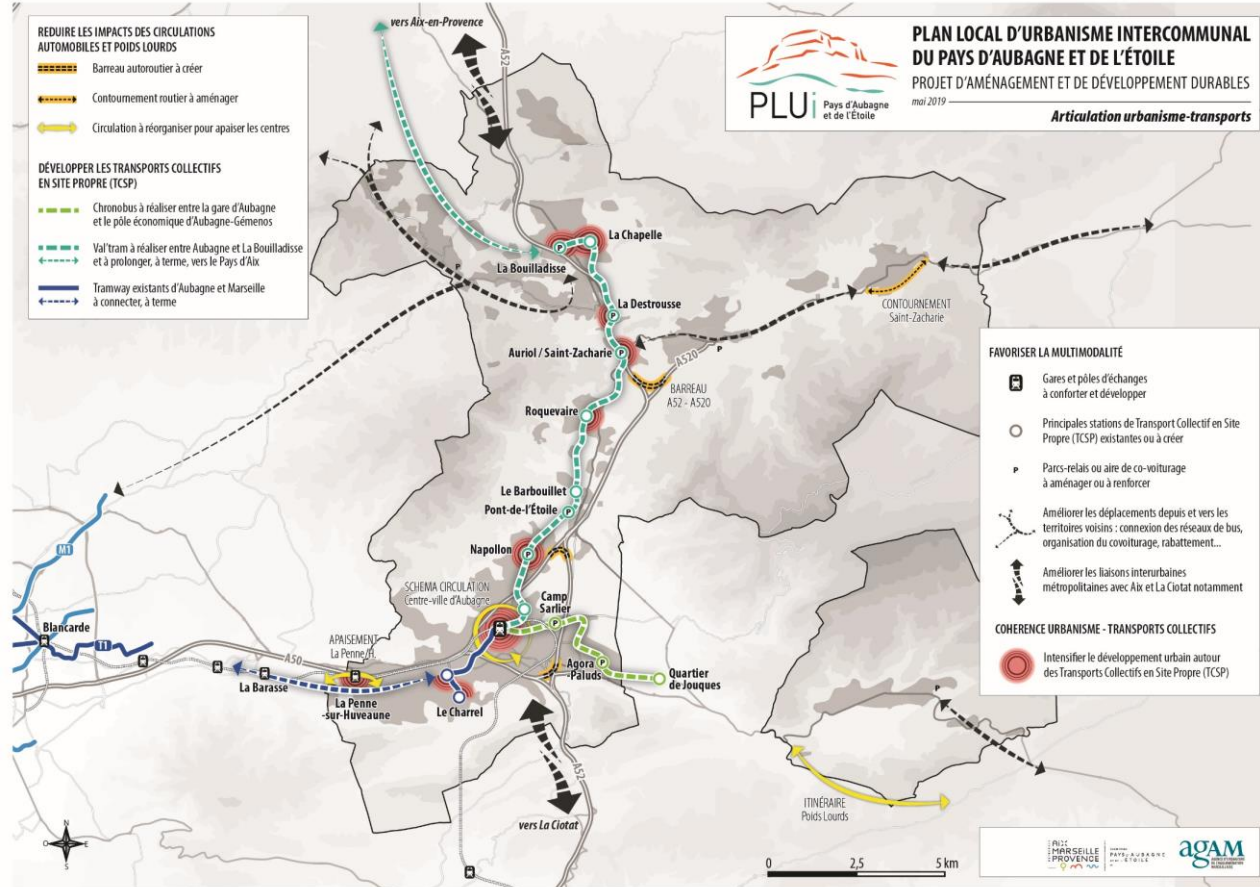 REDUIRE LES IMPACTS DES CIRCULATIONS
AUTOMOBILES ET POIDS LOURDS
Barreau autoroutier à créer
Contournement routier à aménager
Circulation à réorganiser pour apaiser les centres
DÉVELOPPER LES TRANSPORTS COLLECTIFS
EN SITE PROPRE (TCSP)
Chronobus à réaliser entre la gare d'Aubagne
et le pôle économique d'Aubagne-Gémenos
Val'tram à réaliser entre Aubagne et La Bouilladisse
et à prolonger, à terme, vers le Pays d'Aix
Tramway existants d'Aubagne et Marseille
à connecter, à terme
vers Aix-en-Provence
A52
PLUi
Pays d'Aubagne
et de l'Étoile
PLAN LOCAL D'URBANISME INTERCOMMUNAL
DU PAYS D'AUBAGNE ET DE L'ÉTOILE
PROJET D'AMÉNAGEMENT ET DE DÉVELOPPEMENT DURABLES
mai 2019
Articulation urbanisme-transports
La Chapelle
P
La Bouilladisse
P
La Destrousse
P
CONTOURNEMENT
Saint-Zacharie
P
Auriol / Saint-Zacharie
P
A520
P
BARREAU
A52 - A520
Roquevaire
Le Barbouillet
Pont-de-l'Étoile
P
Napollon
P
SCHEMA CIRCULATION
Centre-ville d'Aubagne
Camp
Sarlier
P
M1
Blancarde
T1
A50
APAISEMENT
La Penne/H.
La Barasse
La Penne
-sur-Huveaune
Le Charrel
Agora
-Paluds
P
Quartier
de Jouques
A52
vers La Ciotat
P
ITINÉRAIRE
Poids Lourds
FAVORISER LA MULTIMODALITÉ
Gares et pôles d'échanges
à conforter et développer
Principales stations de Transport Collectif en Site
Propre (TCSP) existantes ou à créer
P
Parcs-relais ou aire de co-voiturage
à aménager ou à renforcer
Améliorer les déplacements depuis et vers les
territoires voisins : connexion des réseaux de bus,
organisation du covoiturage, rabattement...
Améliorer les liaisons interurbaines
métropolitaines avec Aix et La Ciotat notamment
COHERENCE URBANISME - TRANSPORTS COLLECTIFS
Intensifier le développement urbain autour
des Transports Collectifs en Site Propre (TCSP)
N
O
E
S
0
2,5
5 km
AIX
MARSEILLE
PROVENCE
PAYS D'AUBAGNE
ET DE L'ÉTOILE
agam